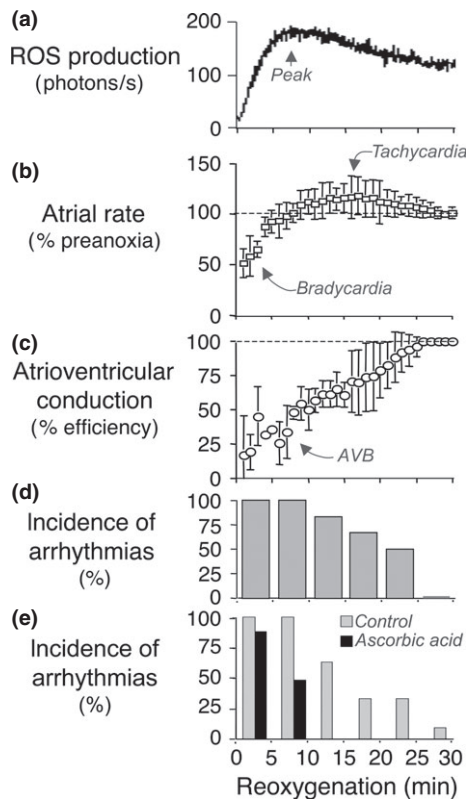 (a)
ROS production
(photons/s)
200
100
0
Peak
(b)
Atrial rate
(% preanoxia)
150
100
50
0
Tachycardia
Bradycardia
(c)
Atrioventricular
conduction
(% efficiency)
100
75
50
25
0
AVB
(d)
Incidence of
arrhythmias
(%)
100
75
50
25
0
(e)
Incidence of
arrhythmias
(%)
100
75
50
25
0
Control
Ascorbic acid
0 5 10 15 20 25 30
Reoxygenation (min)